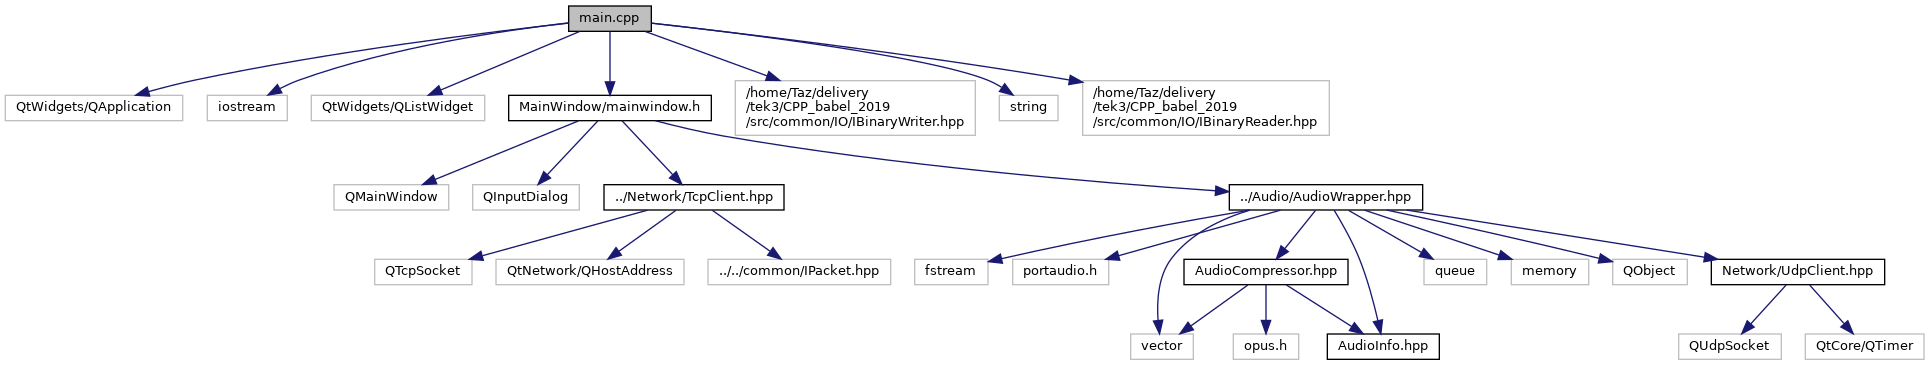 main.cpp
QtWidgets/QApplication
iostream
QtWidgets/QListWidget
MainWindow/mainwindow.h
/home/Taz/delivery
/tek3/CPP_babel_2019
/src/common/IO/IBinaryWriter.hpp
string
/home/Taz/delivery
/tek3/CPP_babel_2019
/src/common/IO/IBinaryReader.hpp
QMainWindow
QInputDialog
../Network/TcpClient.hpp
../Audio/AudioWrapper.hpp
QTcpSocket
QtNetwork/QHostAddress
../../common/IPacket.hpp
fstream
portaudio.h
AudioCompressor.hpp
queue
memory
QObject
Network/UdpClient.hpp
vector
opus.h
AudioInfo.hpp
QUdpSocket
QtCore/QTimer